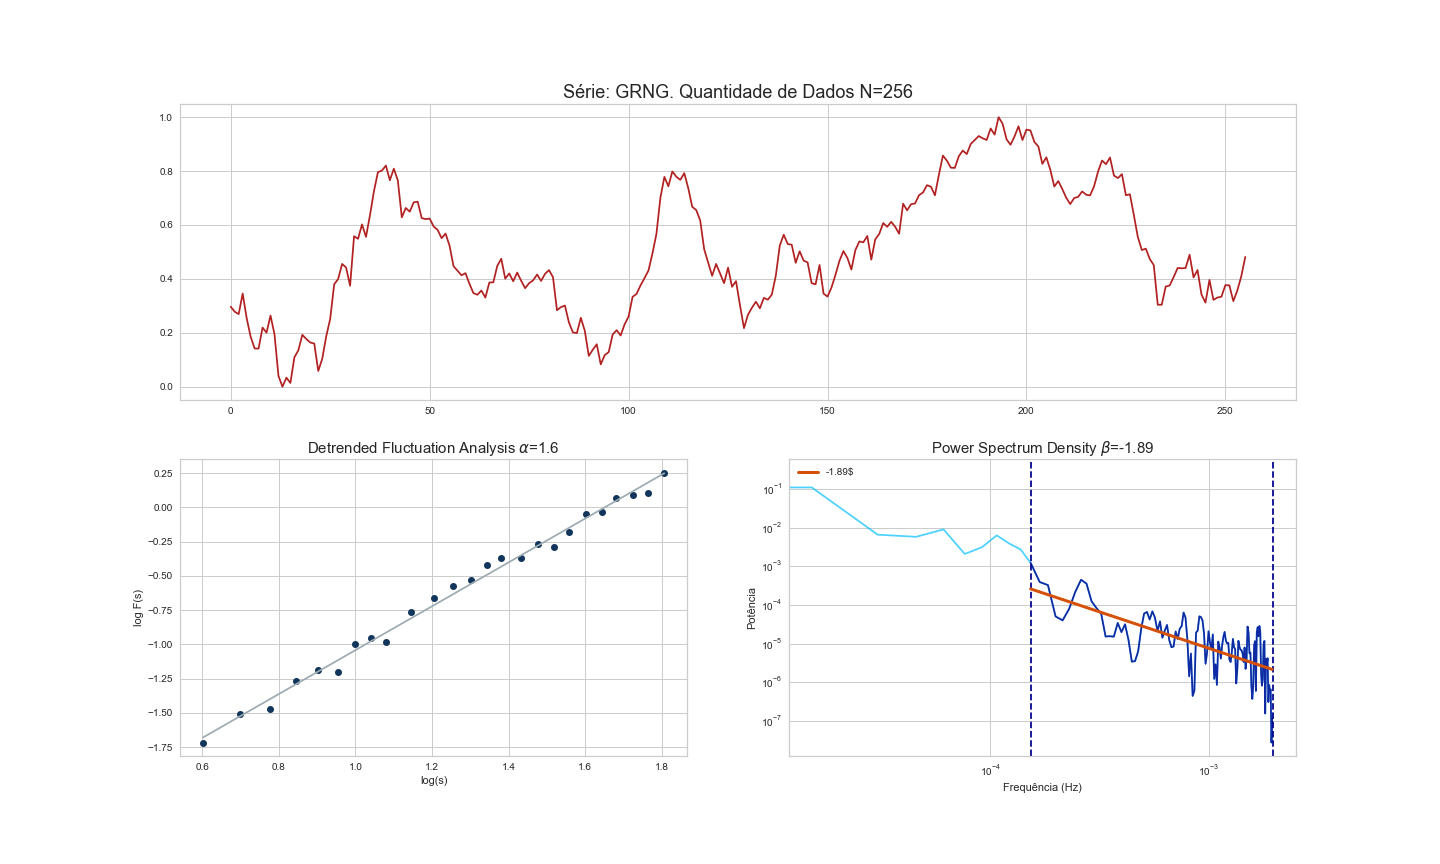 Série: GRNG. Quantidade de Dados N=256
1.0
0.8
0.6
0.4
0.2
0.0
0 50 100 150 200 250
Detrended Fluctuation Analysis α=1.6
0.25
0.00
−0.25
−0.50
−0.75
−1.00
−1.25
−1.50
−1.75
log F(s)
0.6 0.8 1.0 1.2 1.4 1.6 1.8
log(s)
Power Spectrum Density β=-1.89
-1.89$
10⁻¹
10⁻²
10⁻³
10⁻⁴
10⁻⁵
10⁻⁶
10⁻⁷
Potência
10⁻⁴ 10⁻³
Frequência (Hz)